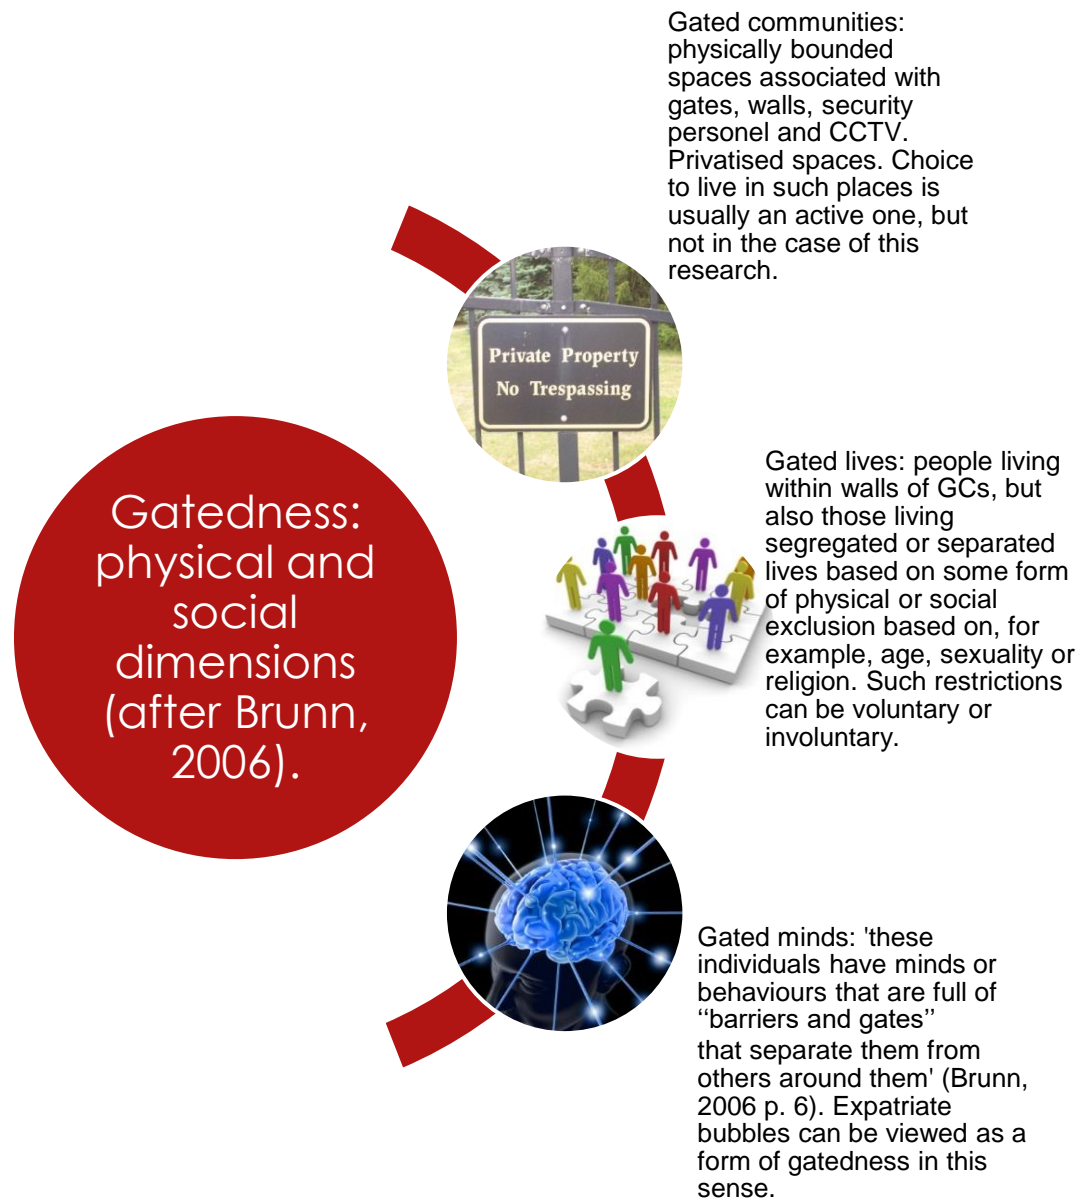 Gated communities:
physically bounded
spaces associated with
gates, walls, security
personel and CCTV.
Privatised spaces. Choice
to live in such places is
usually an active one, but
not in the case of this
research.
Private Property
No Trespassing
Gatedness:
physical and
social
dimensions
(after Brunn,
2006).
Gated lives: people living
within walls of GCs, but
also those living
segregated or separated
lives based on some form
of physical or social
exclusion based on, for
example, age, sexuality or
religion. Such restrictions
can be voluntary or
involuntary.
Gated minds: 'these
individuals have minds or
behaviours that are full of
‘‘barriers and gates’’
that separate them from
others around them' (Brunn,
2006 p. 6). Expatriate
bubbles can be viewed as a
form of gatedness in this
sense.